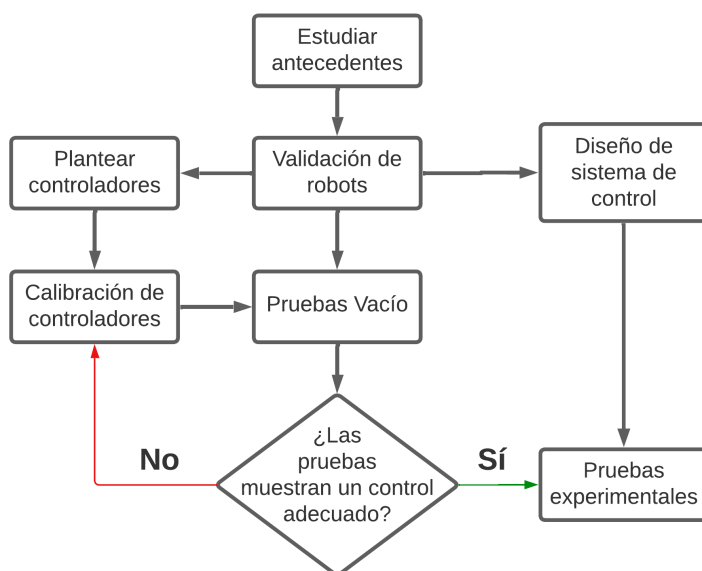 Estudiar
antecedentes
Plantear
controladores
Validación de
robots
Diseño de
sistema de
control
Calibración de
controladores
Pruebas Vacío
¿Las
pruebas
muestran un control
adecuado?
No
Sí
Pruebas
experimentales